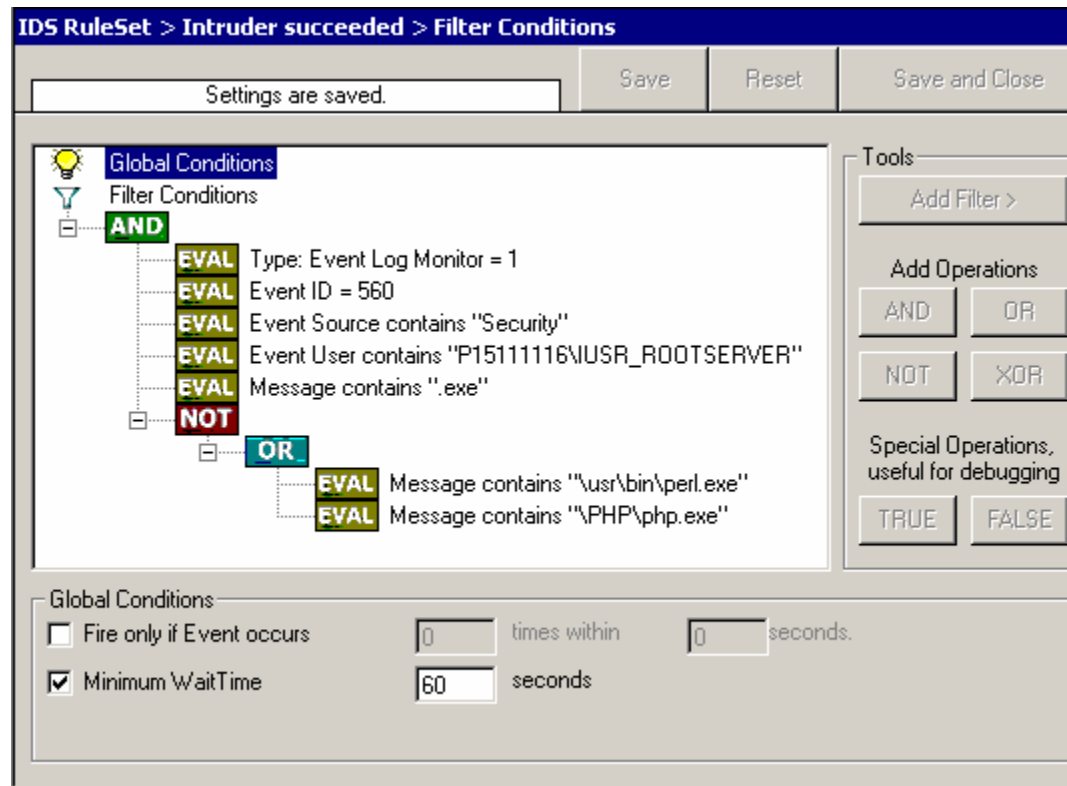 IDS RuleSet > Intruder succeeded > Filter Conditions
Settings are saved.
Save
Reset
Save and Close
Global Conditions
Filter Conditions
AND
EVAL Type: Event Log Monitor = 1
EVAL Event ID = 560
EVAL Event Source contains "Security"
EVAL Event User contains "P15111116\IUSR_ROOTSERVER"
EVAL Message contains ".exe"
NOT
OR
EVAL Message contains "\usr\bin\perl.exe"
EVAL Message contains "\PHP\php.exe"
Tools
Add Filter >
Add Operations
AND
OR
NOT
XOR
Special Operations,
useful for debugging
TRUE
FALSE
Global Conditions
Fire only if Event occurs 0 times within 0 seconds.
Minimum WaitTime 60 seconds